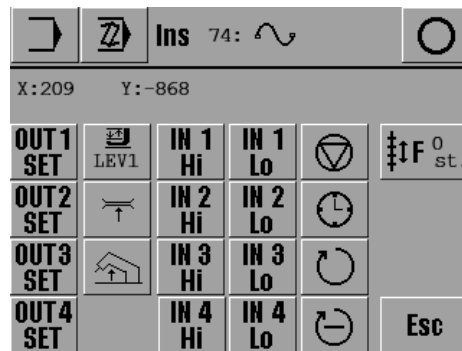 Ins 74:
X:209 Y:-868
OUT1 SET
LEV1
IN 1 Hi
IN 1 Lo
F 0 st.
OUT2 SET
IN 2 Hi
IN 2 Lo
OUT3 SET
IN 3 Hi
IN 3 Lo
OUT4 SET
IN 4 Hi
IN 4 Lo
Esc